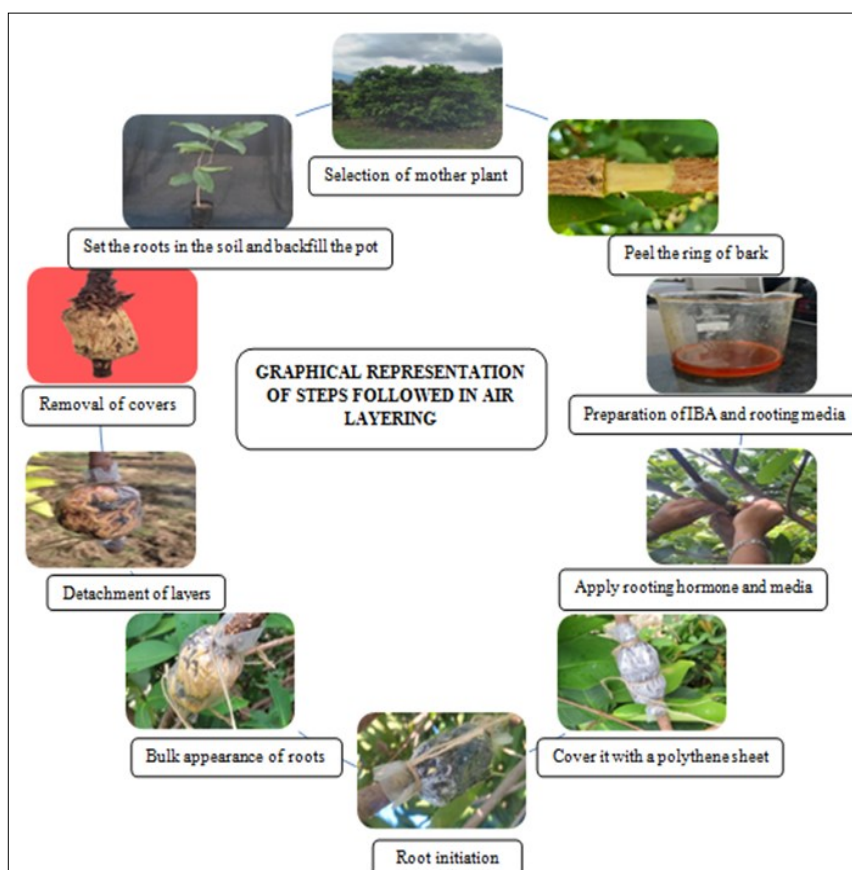 Selection of mother plant
Peel the ring of bark
Preparation of IBA and rooting media
Apply rooting hormone and media
Cover it with a polythene sheet
Root initiation
Bulk appearance of roots
Detachment of layers
Removal of covers
Set the roots in the soil and backfill the pot
GRAPHICAL REPRESENTATION
OF STEPS FOLLOWED IN AIR
LAYERING